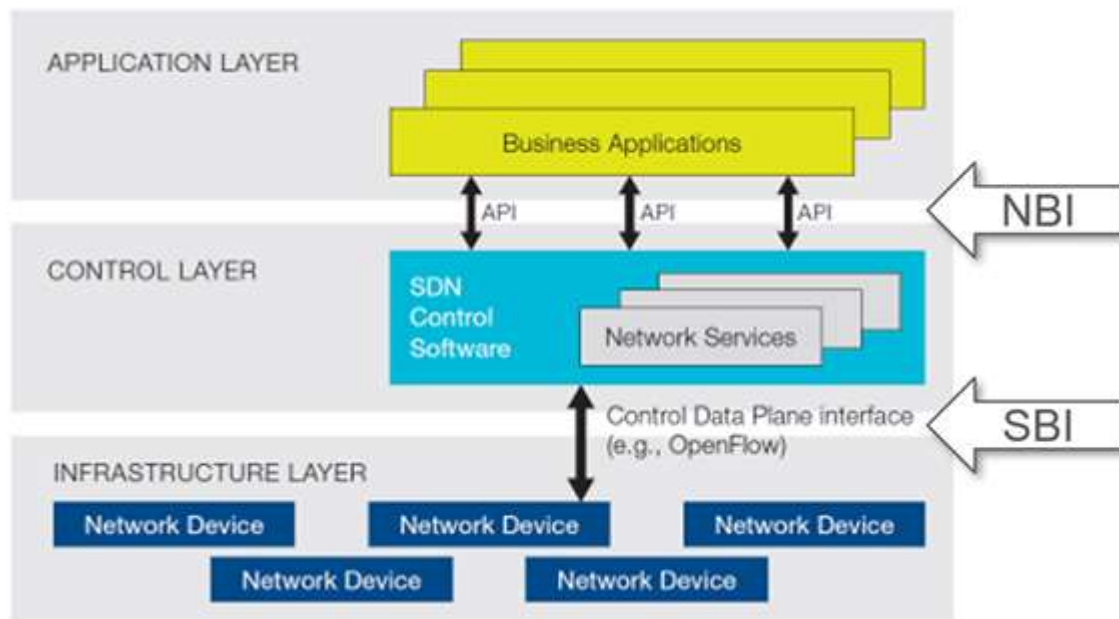 APPLICATION LAYER
Business Applications
API
API
API
NBI
CONTROL LAYER
SDN
Control
Software
Network Services
Control Data Plane interface
(e.g., OpenFlow)
SBI
INFRASTRUCTURE LAYER
Network Device
Network Device
Network Device
Network Device
Network Device